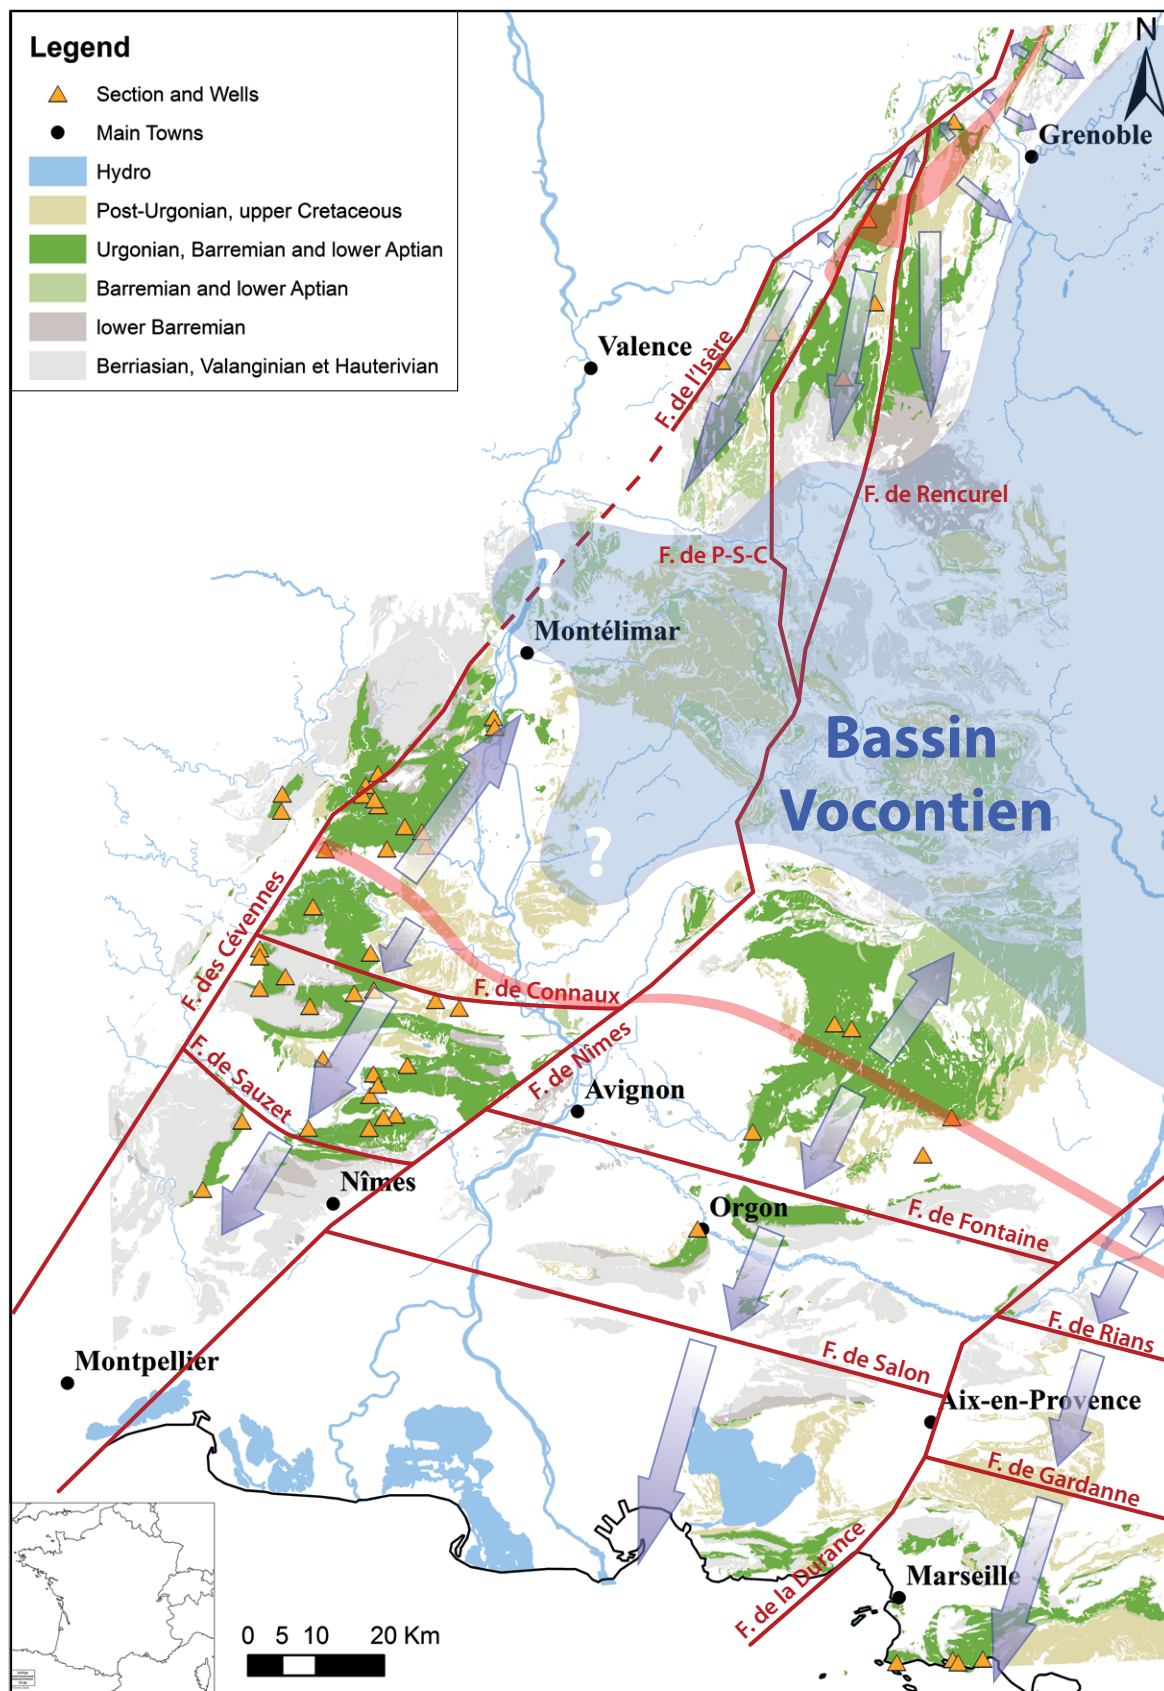 Legend
Section and Wells
Main Towns
Hydro
Post-Urgonian, upper Cretaceous
Urgonian, Barremian and lower Aptian
Barremian and lower Aptian
lower Barremian
Berriasian, Valanginian et Hauterivian
N
Grenoble
Valence
F. de l'Isère
F. de Rencurel
F. de P-S-C
?
Montélimar
Bassin
Vocontien
?
F. des Cévennes
F. de Connaux
F. de Nîmes
F. de Sauzet
Avignon
Nîmes
Orgon
F. de Fontaine
F. de Rians
F. de Salon
Montpellier
Aix-en-Provence
F. de Gardanne
F. de la Durance
Marseille
0 5 10 20 Km